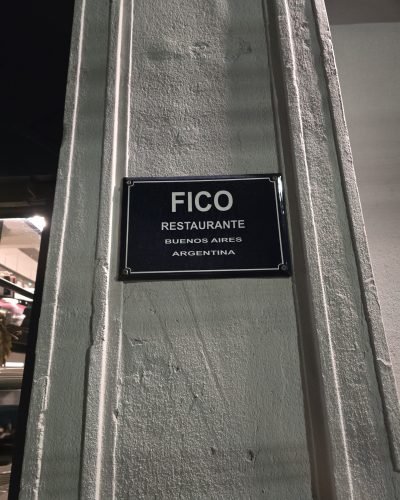 FICO
RESTAURANTE
BUENOS AIRES
ARGENTINA